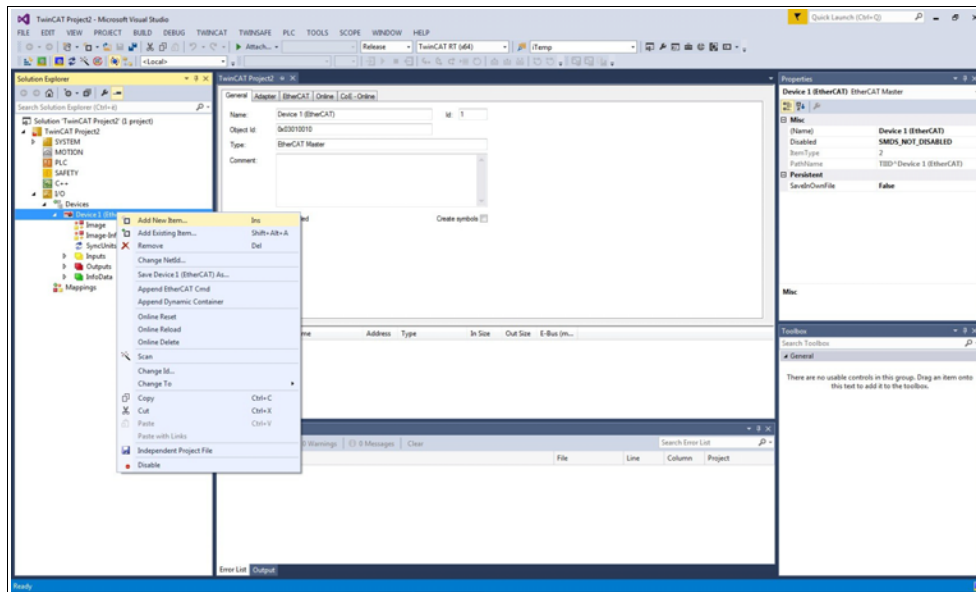 TwinCAT Project2 - Microsoft Visual Studio
Quick Launch (Ctrl+Q)
FILE EDIT VIEW PROJECT BUILD DEBUG TWINCAT TWINSAFE PLC TOOLS SCOPE WINDOW HELP
Attach... Release TwinCAT RT (x64) iTemp
<Local>
Solution Explorer
Search Solution Explorer (Ctrl+è)
Solution 'TwinCAT Project2' (1 project)
TwinCAT Project2
SYSTEM
MOTION
PLC
SAFETY
C++
I/O
Devices
Device 1 (Eth
Image
Image-Inf
SyncUnits
Inputs
Outputs
InfoData
Mappings
Add New Item... Ins
Add Existing Item... Shift+Alt+A
Remove Del
Change NetId...
Save Device 1 (EtherCAT) As...
Append EtherCAT Cmd
Append Dynamic Container
Online Reset
Online Reload
Online Delete
Scan
Change Id...
Change To
Copy Ctrl+C
Cut Ctrl+X
Paste Ctrl+V
Paste with Links
Independent Project File
Disable
TwinCAT Project2
General Adapter EtherCAT Online CoE - Online
Name: Device 1 (EtherCAT) Id: 1
Object Id: 0x03010010
Type: EtherCAT Master
Comment:
Create symbols
Address Type In Size Out Size E-Bus (m...
0 Warnings 0 Messages Clear
Search Error List
File Line Column Project
Error List Output
Properties
Device 1 (EtherCAT) EtherCAT Master
Misc
(Name) Device 1 (EtherCAT)
Disabled SMDS_NOT_DISABLED
ItemType 2
PathName TIID^Device 1 (EtherCAT)
Persistent
SaveInOwnFile False
Misc
Toolbox
Search Toolbox
General
There are no usable controls in this group. Drag an item onto
this text to add it to the toolbox.
Ready